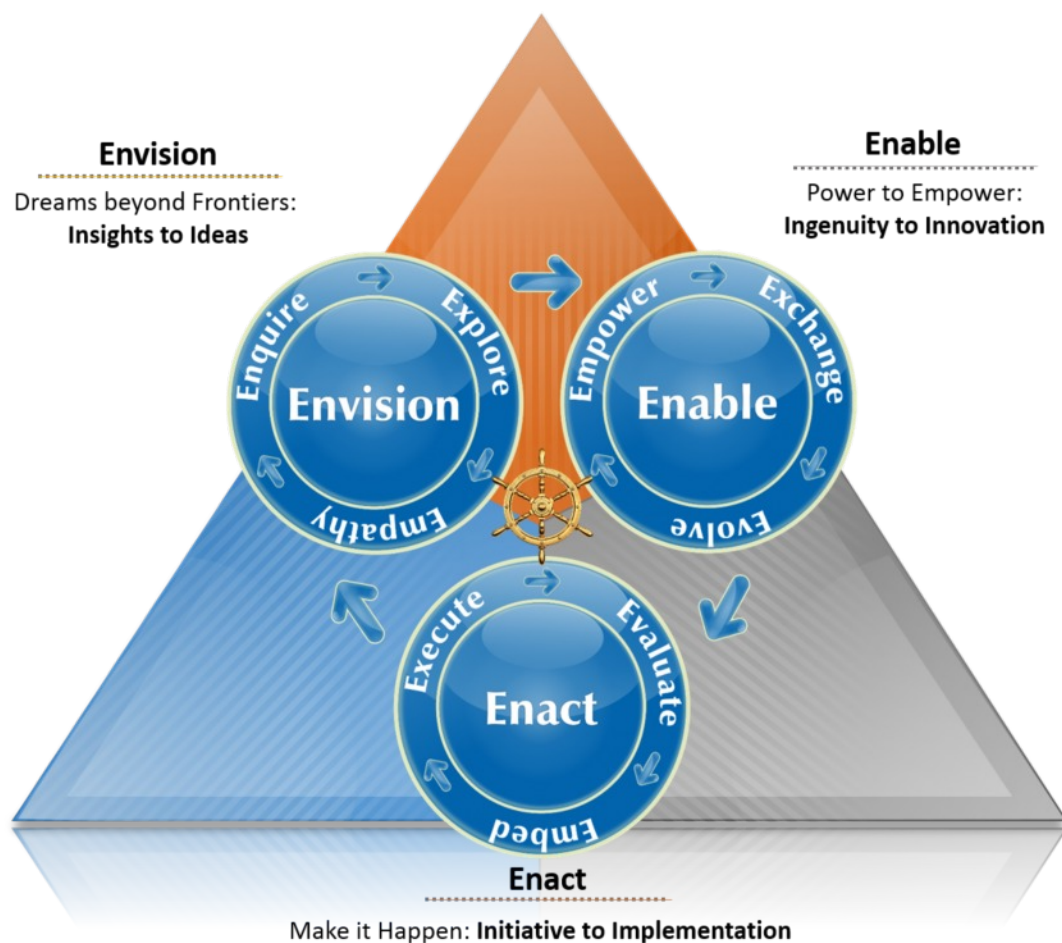 Envision
Dreams beyond Frontiers:
Insights to Ideas
Enable
Power to Empower:
Ingenuity to Innovation
Enquire
Explore
Empathy
Envision
Empower
Exchange
Evolve
Enable
Execute
Evaluate
Embed
Enact
Enact
Make it Happen: Initiative to Implementation